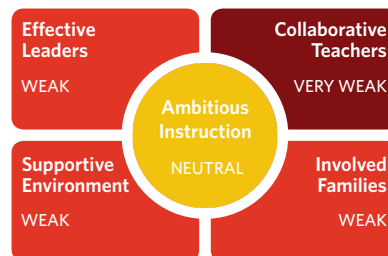 Effective
Leaders
WEAK
Collaborative
Teachers
VERY WEAK
Ambitious
Instruction
NEUTRAL
Supportive
Environment
WEAK
Involved
Families
WEAK